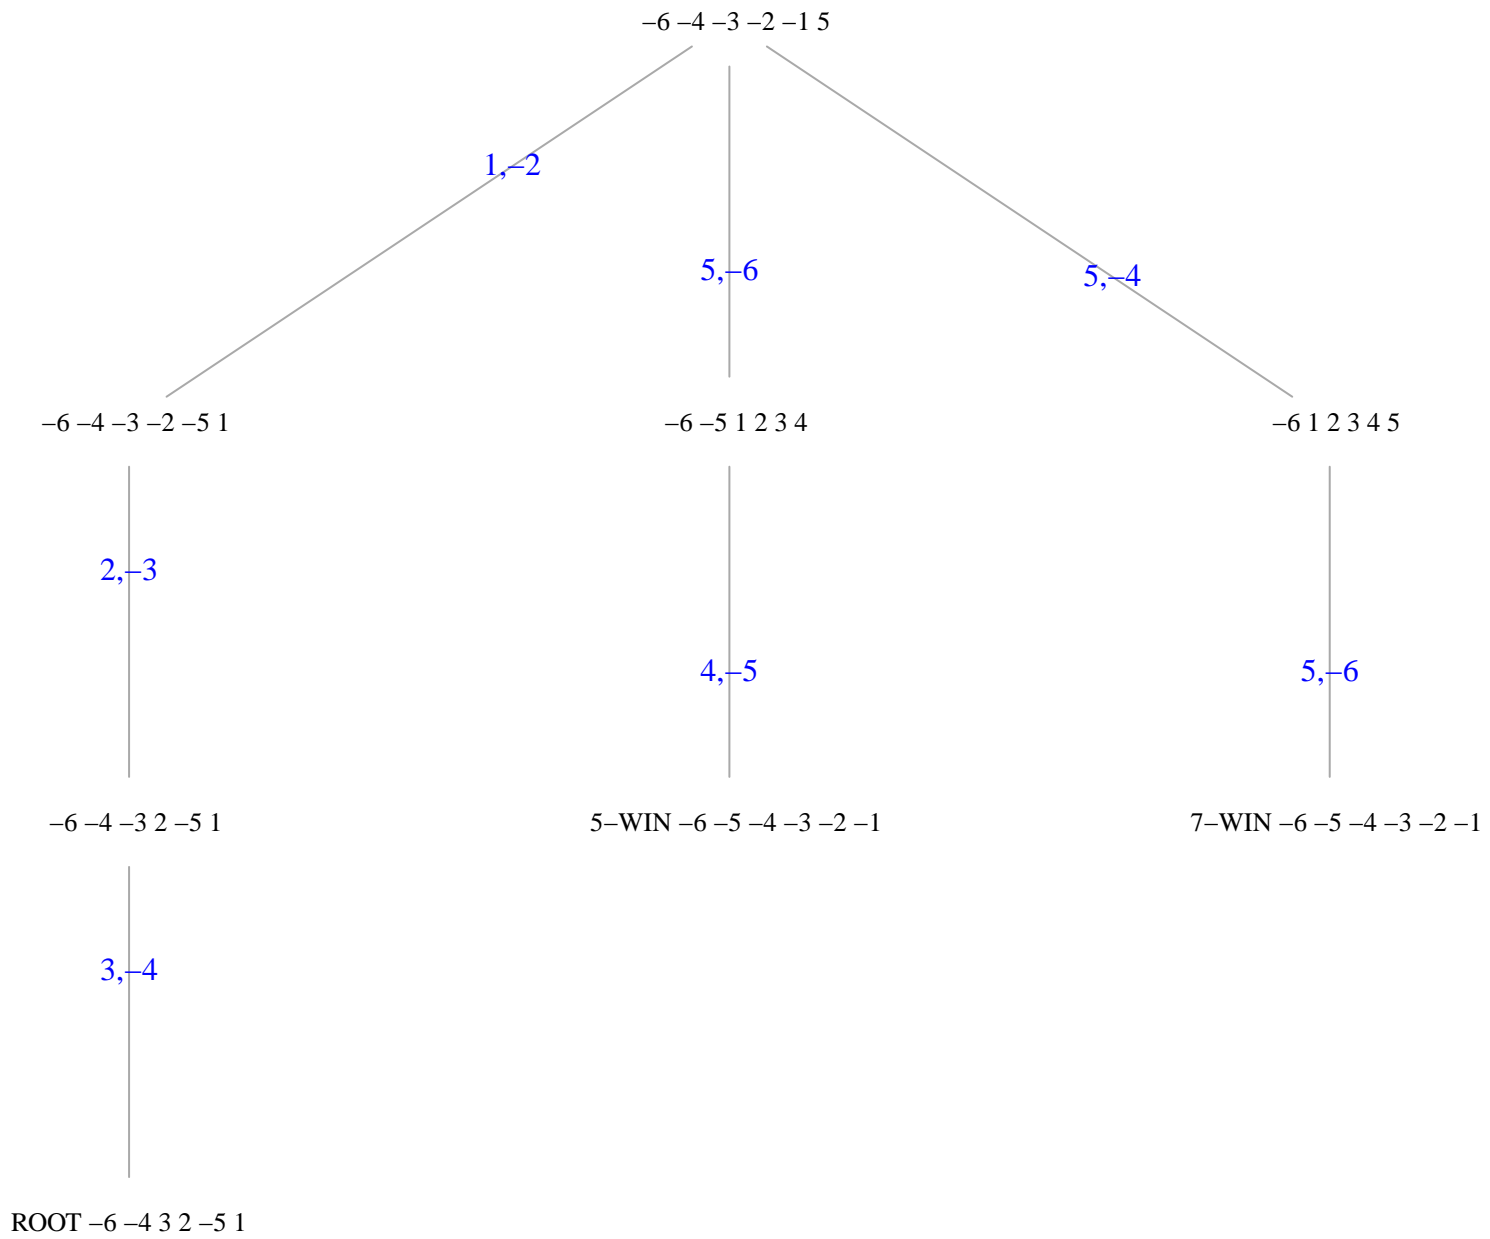 –6 –4 –3 –2 –1 5
1,–2
5,–6
5,–4
–6 –4 –3 –2 –5 1
–6 –5 1 2 3 4
–6 1 2 3 4 5
2,–3
4,–5
5,–6
–6 –4 –3 2 –5 1
5–WIN –6 –5 –4 –3 –2 –1
7–WIN –6 –5 –4 –3 –2 –1
3,–4
ROOT –6 –4 3 2 –5 1